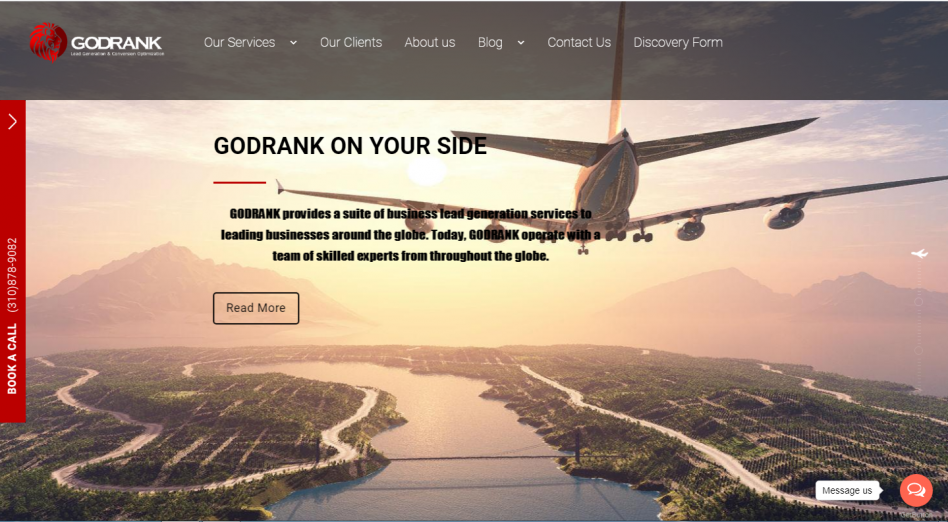 GODRANK
Lead Generation & Conversion Optimization
Our Services
Our Clients
About us
Blog
Contact Us
Discovery Form
GODRANK ON YOUR SIDE
GODRANK provides a suite of business lead generation services to
leading businesses around the globe. Today, GODRANK operate with a
team of skilled experts from throughout the globe.
Read More
BOOK A CALL (310)878-9082
Message us